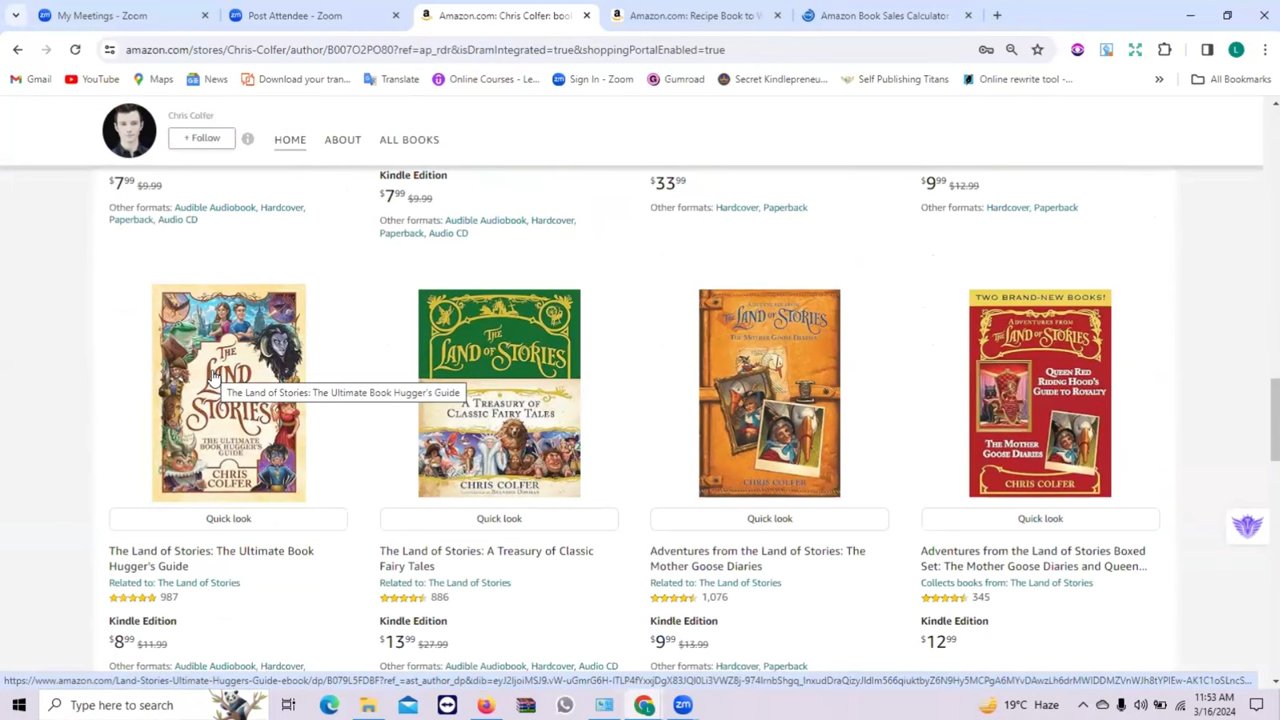 My Meetings - Zoom
Post Attendee - Zoom
Amazon.com: Chris Colfer: bool
Amazon.com: Recipe Book to W
Amazon Book Sales Calculator
amazon.com/stores/Chris-Colfer/author/B007O2PO80?ref=ap_rdr&isDramIntegrated=true&shoppingPortalEnabled=true
L
Gmail
YouTube
Maps
News
Download your tran...
Translate
Online Courses - Le...
Sign In - Zoom
Gumroad
Secret Kindlepreneu...
Self Publishing Titans
Online rewrite tool -...
All Bookmarks
Chris Colfer
+ Follow
HOME
ABOUT
ALL BOOKS
$7.99 $9.99
Other formats: Audible Audiobook, Hardcover,
Paperback, Audio CD
Kindle Edition
$7.99 $9.99
Other formats: Audible Audiobook, Hardcover,
Paperback, Audio CD
$33.99
Other formats: Hardcover, Paperback
$9.99 $12.99
Other formats: Hardcover, Paperback
THE
LAND
OF
STORIES
THE ULTIMATE
BOOK HUGGER'S
GUIDE
CHRIS
COLFER
The Land of Stories: The Ultimate Book Hugger's Guide
THE
LAND OF STORIES
A TREASURY OF
CLASSIC FAIRY TALES
CHRIS COLFER
ADVENTURES FROM
THE LAND OF STORIES
THE MOTHER GOOSE DIARIES
CHRIS COLFER
TWO BRAND-NEW BOOKS!
ADVENTURES FROM
THE LAND OF STORIES
QUEEN RED
RIDING HOOD'S
GUIDE TO ROYALTY
THE MOTHER
GOOSE DIARIES
CHRIS COLFER
Quick look
Quick look
Quick look
Quick look
The Land of Stories: The Ultimate Book
Hugger's Guide
Related to: The Land of Stories
987
Kindle Edition
$8.99 $11.99
Other formats: Audible Audiobook, Hardcover,
The Land of Stories: A Treasury of Classic
Fairy Tales
Related to: The Land of Stories
886
Kindle Edition
$13.99 $27.99
Other formats: Audible Audiobook, Hardcover, Audio CD
Adventures from the Land of Stories: The
Mother Goose Diaries
Related to: The Land of Stories
1,076
Kindle Edition
$9.99 $13.99
Other formats: Hardcover, Paperback
Adventures from the Land of Stories Boxed
Set: The Mother Goose Diaries and Queen...
Collects books from: The Land of Stories
345
Kindle Edition
$12.99
Type here to search
19°C Haze
11:53 AM
3/16/2024